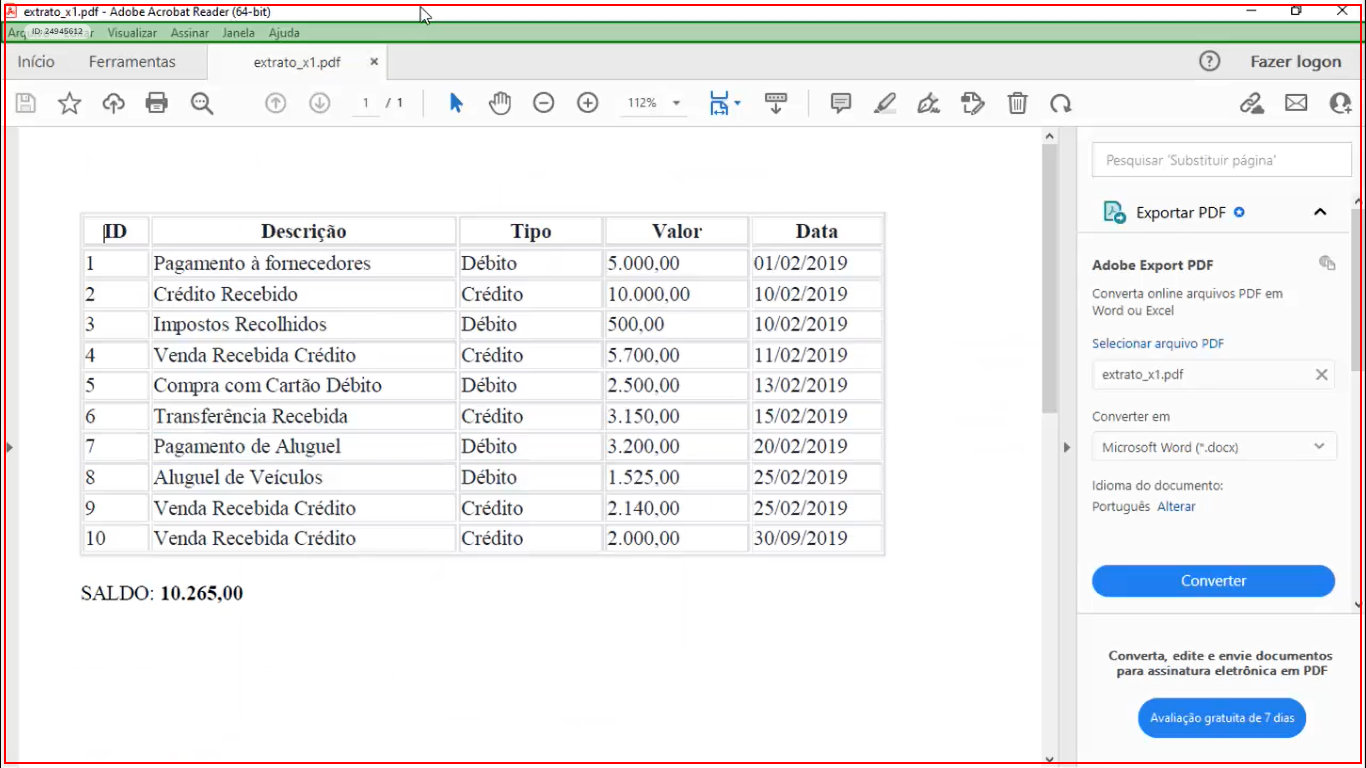 extrato_x1.pdf - Adobe Acrobat Reader (64-bit)
ID: 24945612 Visualizar Assinar Janela Ajuda
Início Ferramentas extrato_x1.pdf Fazer logon
1 / 1 112%
Pesquisar 'Substituir página'
Exportar PDF
Adobe Export PDF
Converta online arquivos PDF em
Word ou Excel
Selecionar arquivo PDF
extrato_x1.pdf
Converter em
Microsoft Word (*.docx)
Idioma do documento:
Português Alterar
Converter
Converta, edite e envie documentos
para assinatura eletrônica em PDF
Avaliação gratuita de 7 dias
ID Descrição Tipo Valor Data
1 Pagamento à fornecedores Débito 5.000,00 01/02/2019
2 Crédito Recebido Crédito 10.000,00 10/02/2019
3 Impostos Recolhidos Débito 500,00 10/02/2019
4 Venda Recebida Crédito Crédito 5.700,00 11/02/2019
5 Compra com Cartão Débito Débito 2.500,00 13/02/2019
6 Transferência Recebida Crédito 3.150,00 15/02/2019
7 Pagamento de Aluguel Débito 3.200,00 20/02/2019
8 Aluguel de Veículos Débito 1.525,00 25/02/2019
9 Venda Recebida Crédito Crédito 2.140,00 25/02/2019
10 Venda Recebida Crédito Crédito 2.000,00 30/09/2019
SALDO: 10.265,00